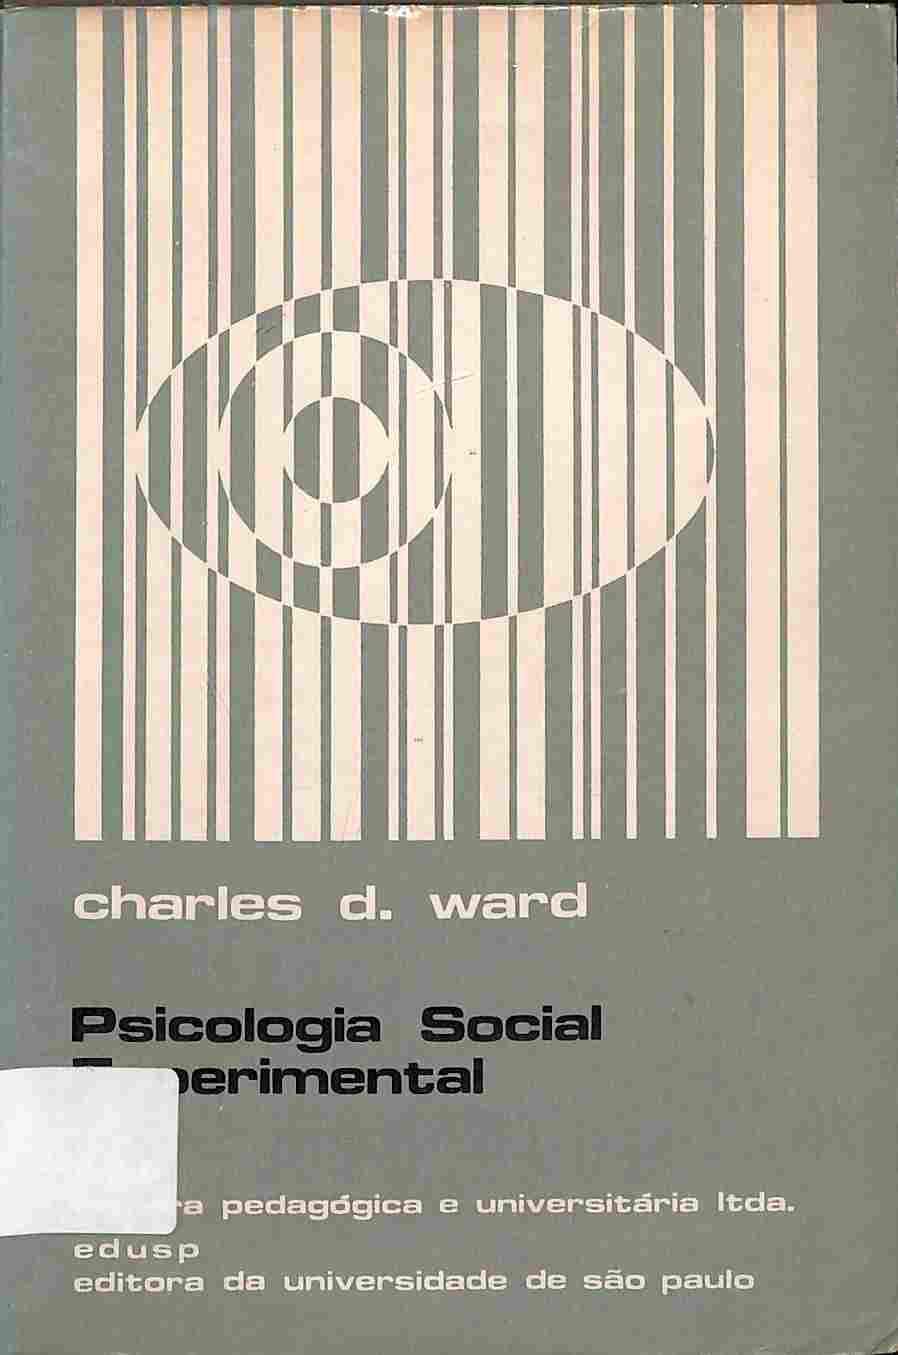 charles d. ward
Psicologia Social
perimental
ra pedagógica e universitária ltda.
edusp
editora da universidade de são paulo